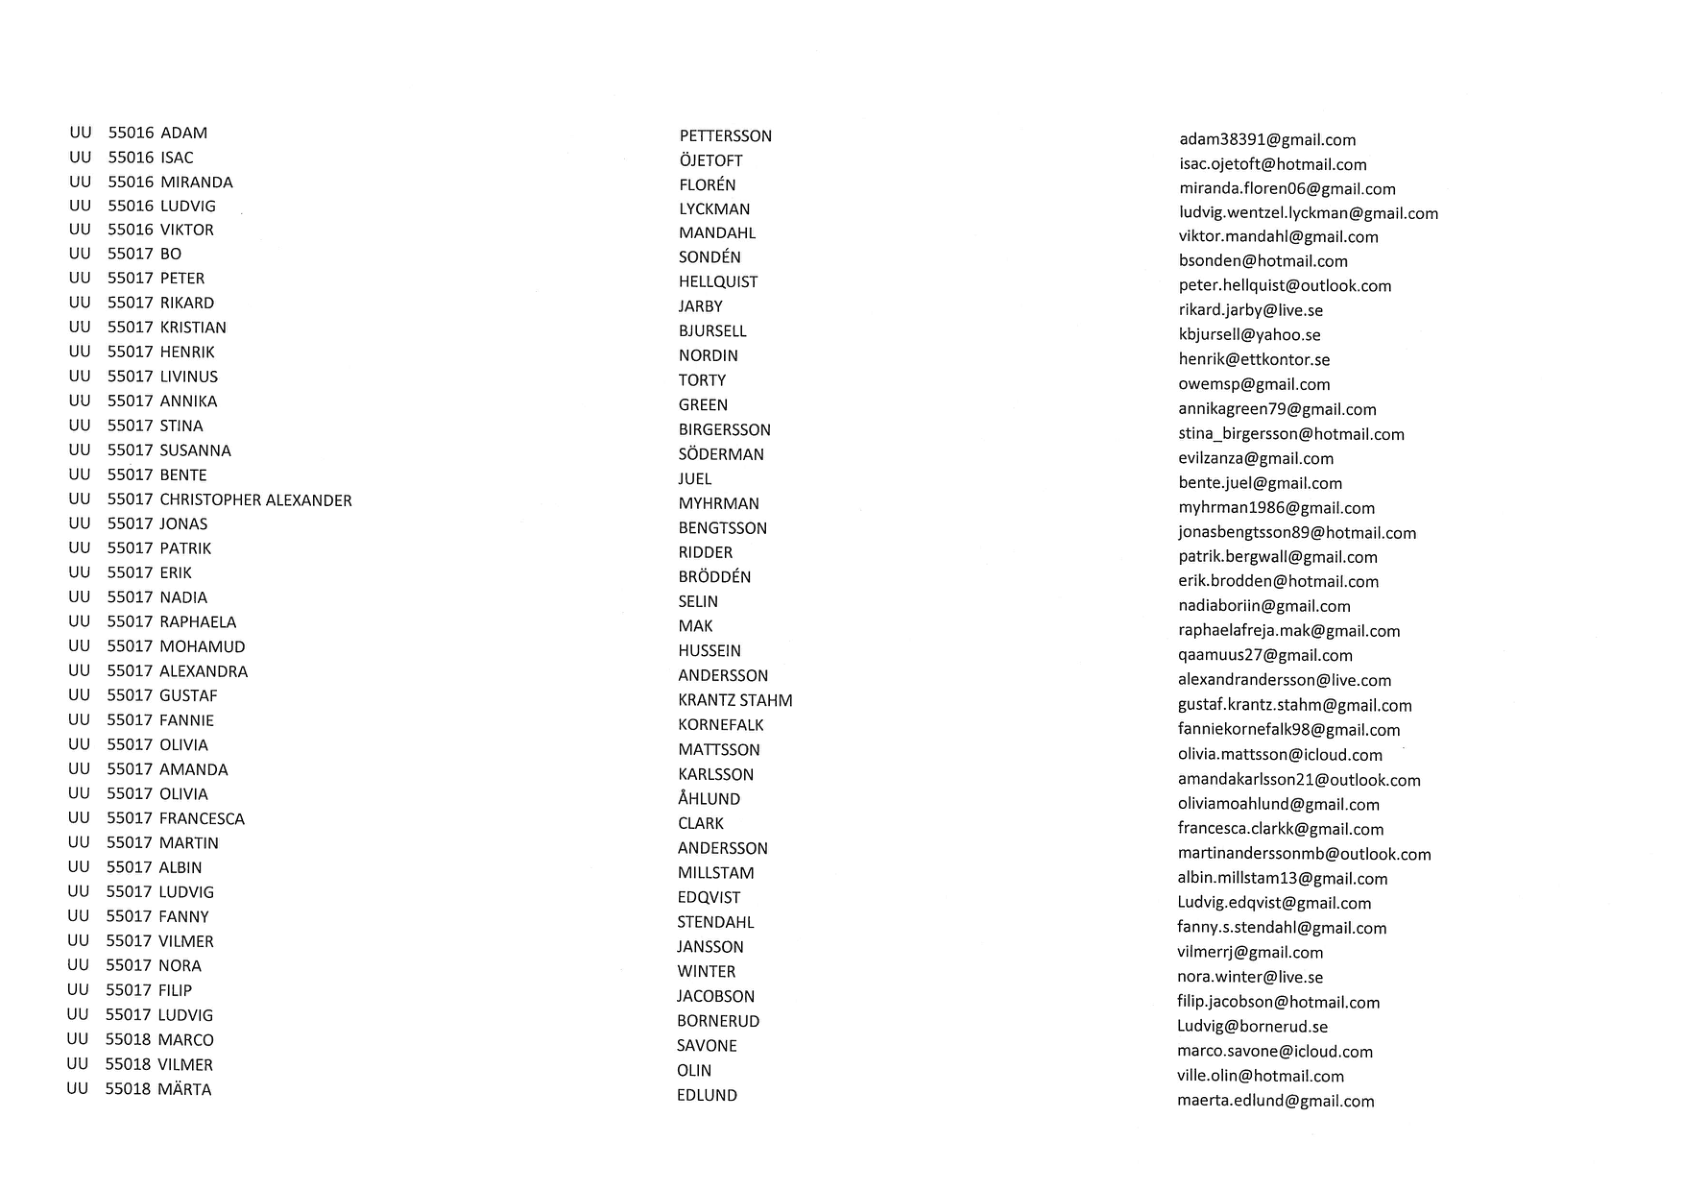 UU 55016 ADAM PETTERSSON adam38391@gmail.com
UU 55016 ISAC ÖJETOFT isac.ojetoft@hotmail.com
UU 55016 MIRANDA FLORÉN miranda.floren06@gmail.com
UU 55016 LUDVIG LYCKMAN ludvig.wentzel.lyckman@gmail.com
UU 55016 VIKTOR MANDAHL viktor.mandahl@gmail.com
UU 55017 BO SONDÉN bsonden@hotmail.com
UU 55017 PETER HELLQUIST peter.hellquist@outlook.com
UU 55017 RIKARD JARBY rikard.jarby@live.se
UU 55017 KRISTIAN BJURSELL kbjursell@yahoo.se
UU 55017 HENRIK NORDIN henrik@ettkontor.se
UU 55017 LIVINUS TORTY owemsp@gmail.com
UU 55017 ANNIKA GREEN annikagreen79@gmail.com
UU 55017 STINA BIRGERSSON stina_birgersson@hotmail.com
UU 55017 SUSANNA SÖDERMAN evilzanza@gmail.com
UU 55017 BENTE JUEL bente.juel@gmail.com
UU 55017 CHRISTOPHER ALEXANDER MYHRMAN myhrman1986@gmail.com
UU 55017 JONAS BENGTSSON jonasbengtsson89@hotmail.com
UU 55017 PATRIK RIDDER patrik.bergwall@gmail.com
UU 55017 ERIK BRÖDDÉN erik.brodden@hotmail.com
UU 55017 NADIA SELIN nadiaboriin@gmail.com
UU 55017 RAPHAELA MAK raphaelafreja.mak@gmail.com
UU 55017 MOHAMUD HUSSEIN qaamuus27@gmail.com
UU 55017 ALEXANDRA ANDERSSON alexandrandersson@live.com
UU 55017 GUSTAF KRANTZ STAHM gustaf.krantz.stahm@gmail.com
UU 55017 FANNIE KORNEFALK fanniekornefalk98@gmail.com
UU 55017 OLIVIA MATTSSON olivia.mattsson@icloud.com
UU 55017 AMANDA KARLSSON amandakarlsson21@outlook.com
UU 55017 OLIVIA ÅHLUND oliviamoahlund@gmail.com
UU 55017 FRANCESCA CLARK francesca.clarkk@gmail.com
UU 55017 MARTIN ANDERSSON martinanderssonmb@outlook.com
UU 55017 ALBIN MILLSTAM albin.millstam13@gmail.com
UU 55017 LUDVIG EDQVIST Ludvig.edqvist@gmail.com
UU 55017 FANNY STENDAHL fanny.s.stendahl@gmail.com
UU 55017 VILMER JANSSON vilmerrj@gmail.com
UU 55017 NORA WINTER nora.winter@live.se
UU 55017 FILIP JACOBSON filip.jacobson@hotmail.com
UU 55017 LUDVIG BORNERUD Ludvig@bornerud.se
UU 55018 MARCO SAVONE marco.savone@icloud.com
UU 55018 VILMER OLIN ville.olin@hotmail.com
UU 55018 MÄRTA EDLUND maerta.edlund@gmail.com